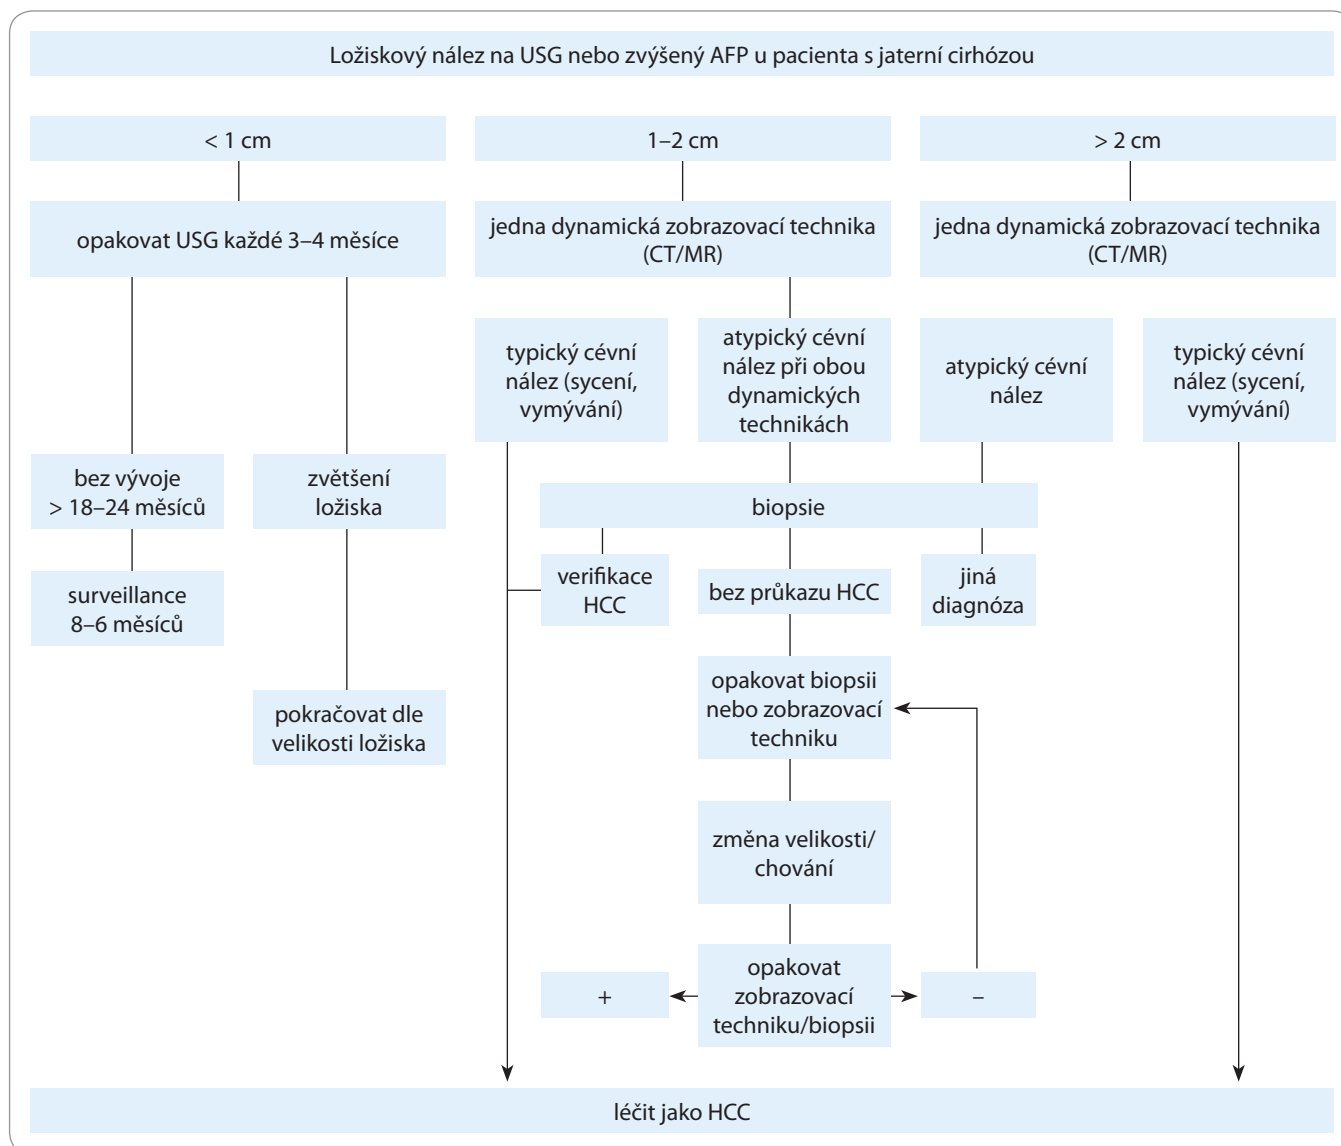 Ložiskový nález na USG nebo zvýšený AFP u pacienta s jaterní cirhózou
< 1 cm
1–2 cm
> 2 cm
opakovat USG každé 3–4 měsíce
jedna dynamická zobrazovací technika
(CT/MR)
jedna dynamická zobrazovací technika
(CT/MR)
typický cévní
nález (sycení,
vymývání)
atypický cévní
nález při obou
dynamických
technikách
atypický cévní
nález
typický cévní
nález (sycení,
vymývání)
bez vývoje
> 18–24 měsíců
zvětšení
ložiska
biopsie
surveillance
8–6 měsíců
verifikace
HCC
bez průkazu HCC
jiná
diagnóza
pokračovat dle
velikosti ložiska
opakovat biopsii
nebo zobrazovací
techniku
změna velikosti/
chování
+
opakovat
zobrazovací
techniku/biopsii
–
léčit jako HCC